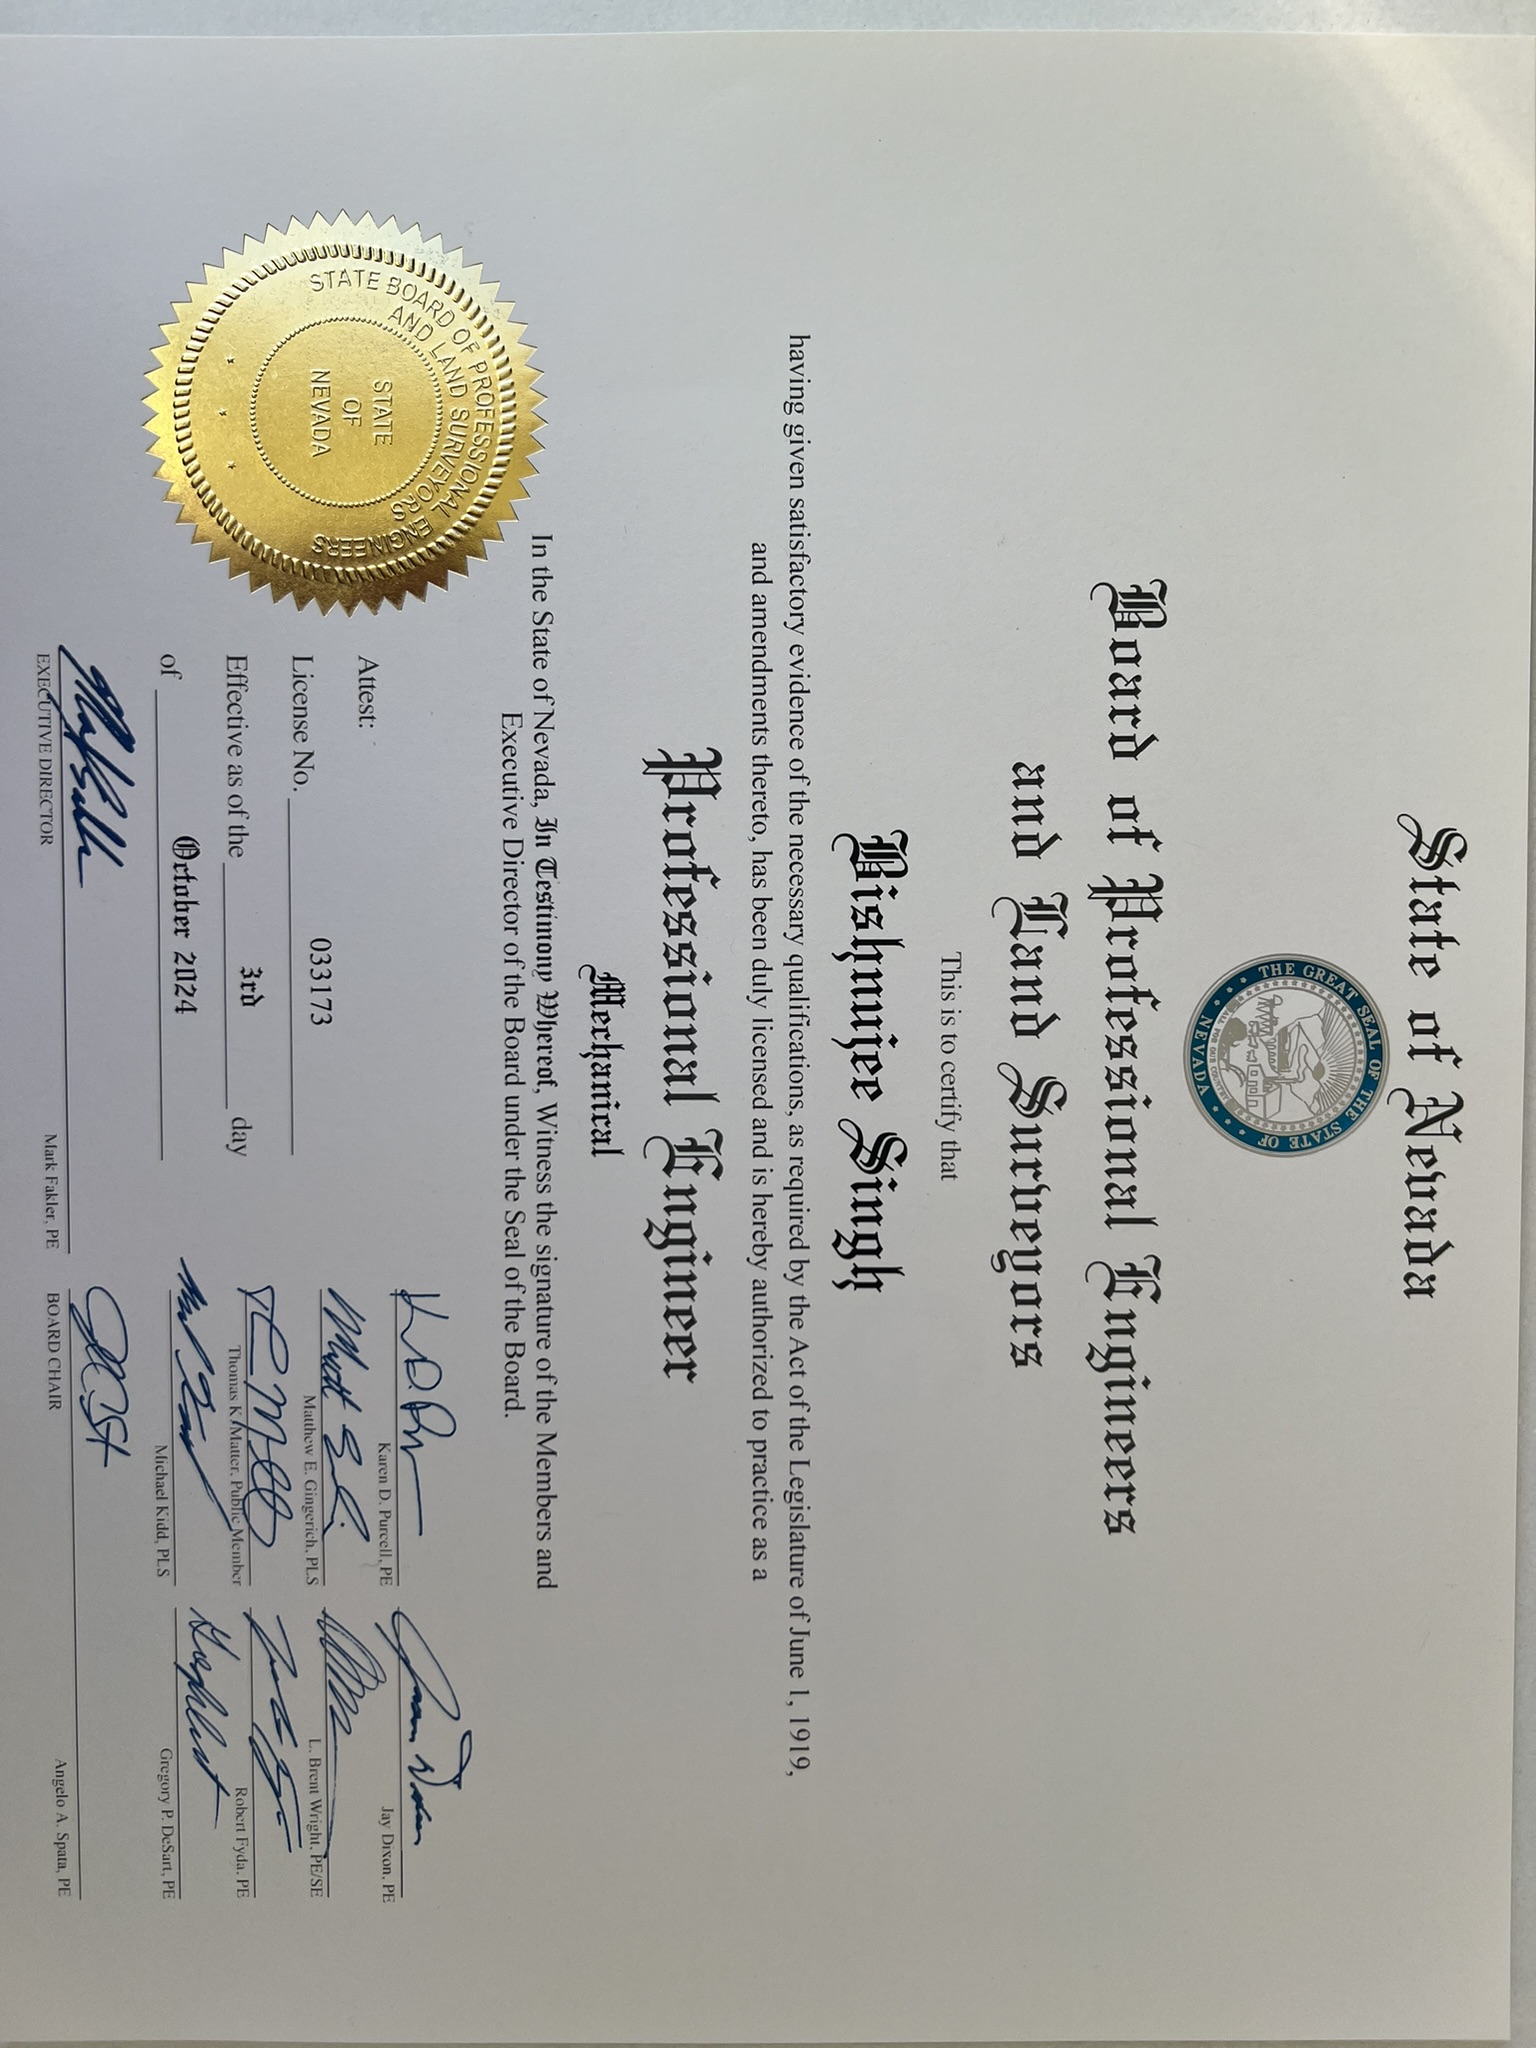 State of Nevada
THE GREAT SEAL OF THE STATE OF NEVADA
ALL FOR OUR COUNTRY
Board of Professional Engineers
and Land Surveyors
This is to certify that
Bishnujee Singh
having given satisfactory evidence of the necessary qualifications, as required by the Act of the Legislature of June 1, 1919,
and amendments thereto, has been duly licensed and is hereby authorized to practice as a
Professional Engineer
Mechanical
In the State of Nevada, In Testimony Whereof, Witness the signature of the Members and
Executive Director of the Board under the Seal of the Board.
STATE BOARD OF PROFESSIONAL ENGINEERS
AND LAND SURVEYORS
STATE
OF
NEVADA
Attest:
License No. 033173
Effective as of the 3rd day
of October 2024
EXECUTIVE DIRECTOR Mark Fakler, PE
Karen D. Purcell, PE
Jay Dixon, PE
Matthew E. Gingerich, PLS
L. Brent Wright, PE/SE
Thomas K Matter, Public Member
Robert Fyda, PE
Michael Kidd, PLS
Gregory P. DeSart, PE
BOARD CHAIR Angelo A. Spata, PE